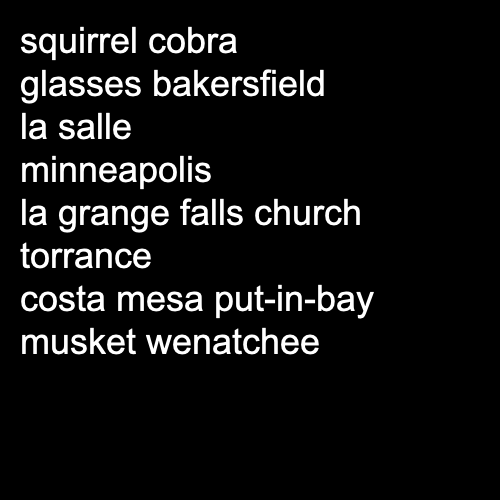 squirrel cobra
glasses bakersfield
la salle
minneapolis
la grange falls church
torrance
costa mesa put-in-bay
musket wenatchee